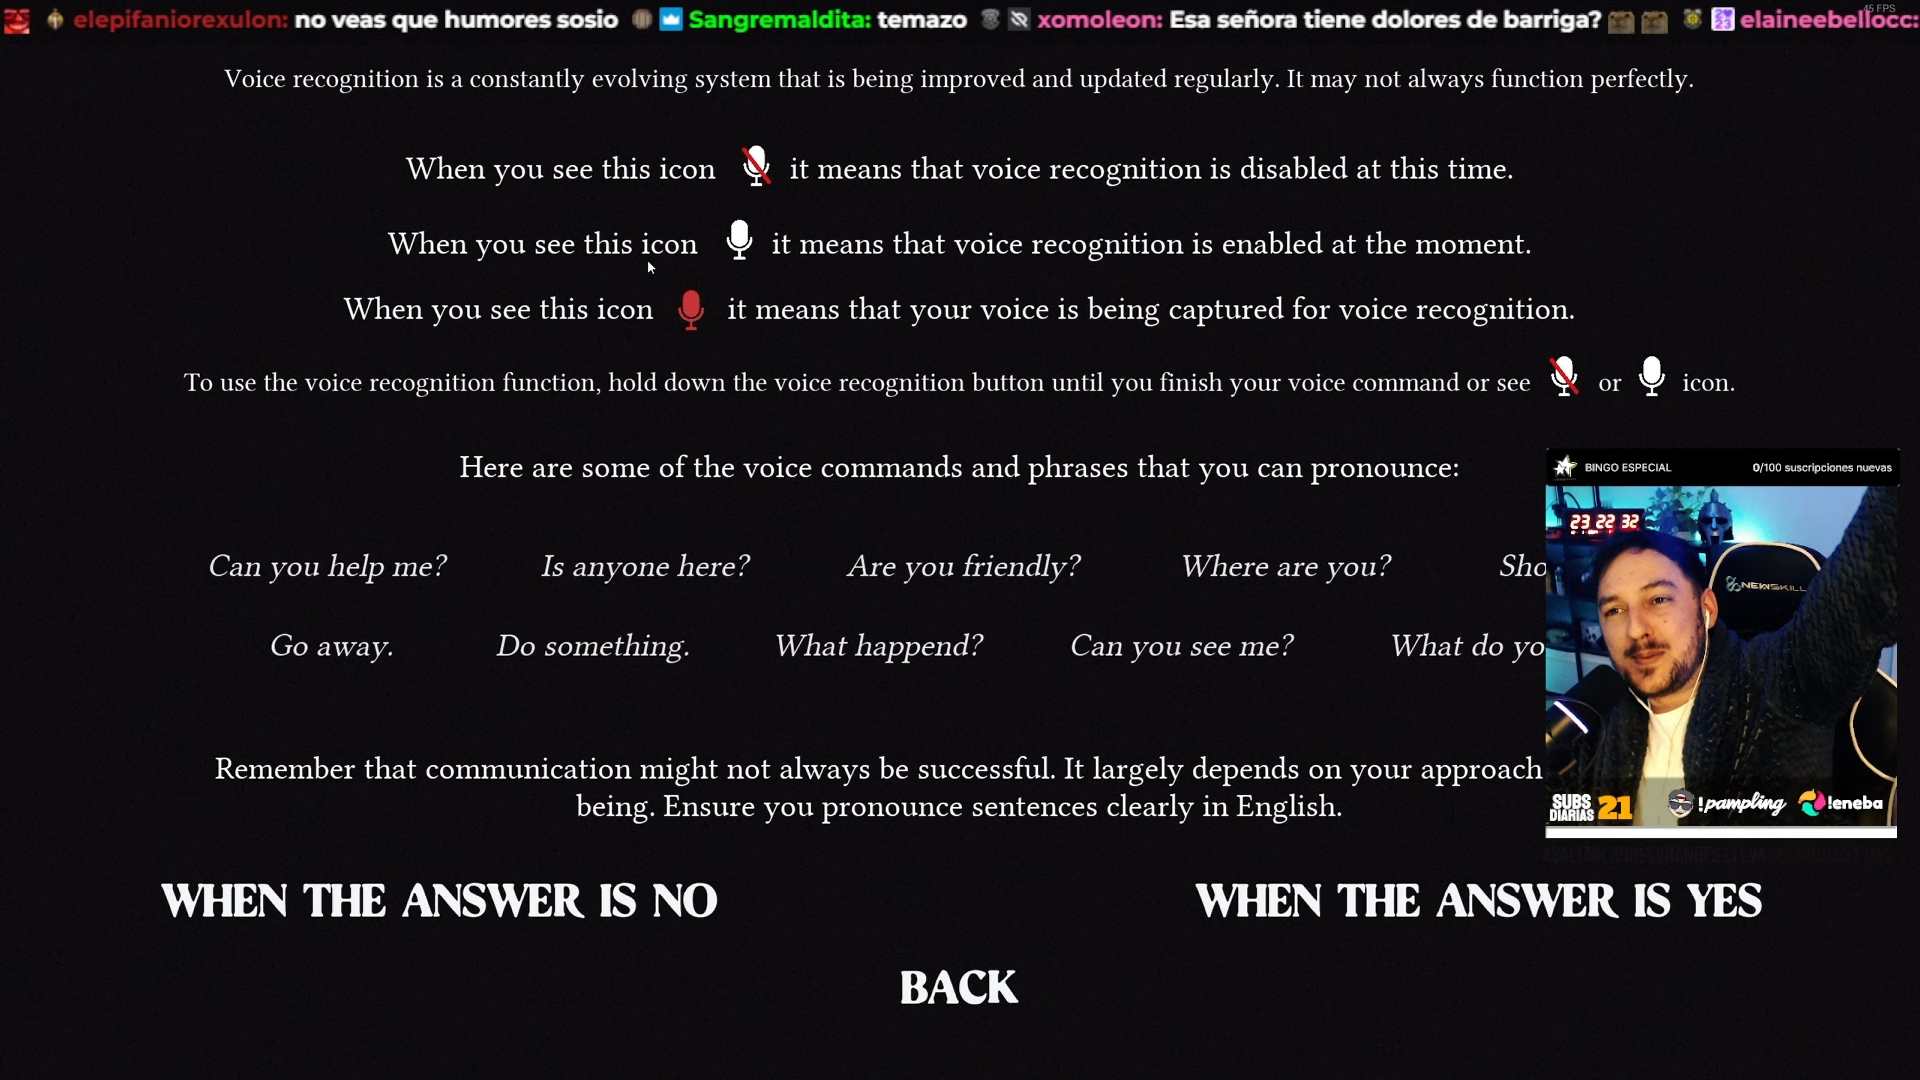 45 FPS
elepifaniorexulon: no veas que humores sosio Sangremaldita: temazo xomoleon: Esa señora tiene dolores de barriga? elaineebellocc:
Voice recognition is a constantly evolving system that is being improved and updated regularly. It may not always function perfectly.
When you see this icon it means that voice recognition is disabled at this time.
When you see this icon it means that voice recognition is enabled at the moment.
When you see this icon it means that your voice is being captured for voice recognition.
To use the voice recognition function, hold down the voice recognition button until you finish your voice command or see or icon.
Here are some of the voice commands and phrases that you can pronounce:
BINGO ESPECIAL 0/100 suscripciones nuevas
23 22 32
Can you help me? Is anyone here? Are you friendly? Where are you? Sho
NEWSKILL
Go away. Do something. What happend? Can you see me? What do yo
Remember that communication might not always be successful. It largely depends on your approach
being. Ensure you pronounce sentences clearly in English.
SUBS DIARIAS 21 !pampling !eneba
WHEN THE ANSWER IS NO WHEN THE ANSWER IS YES
BACK